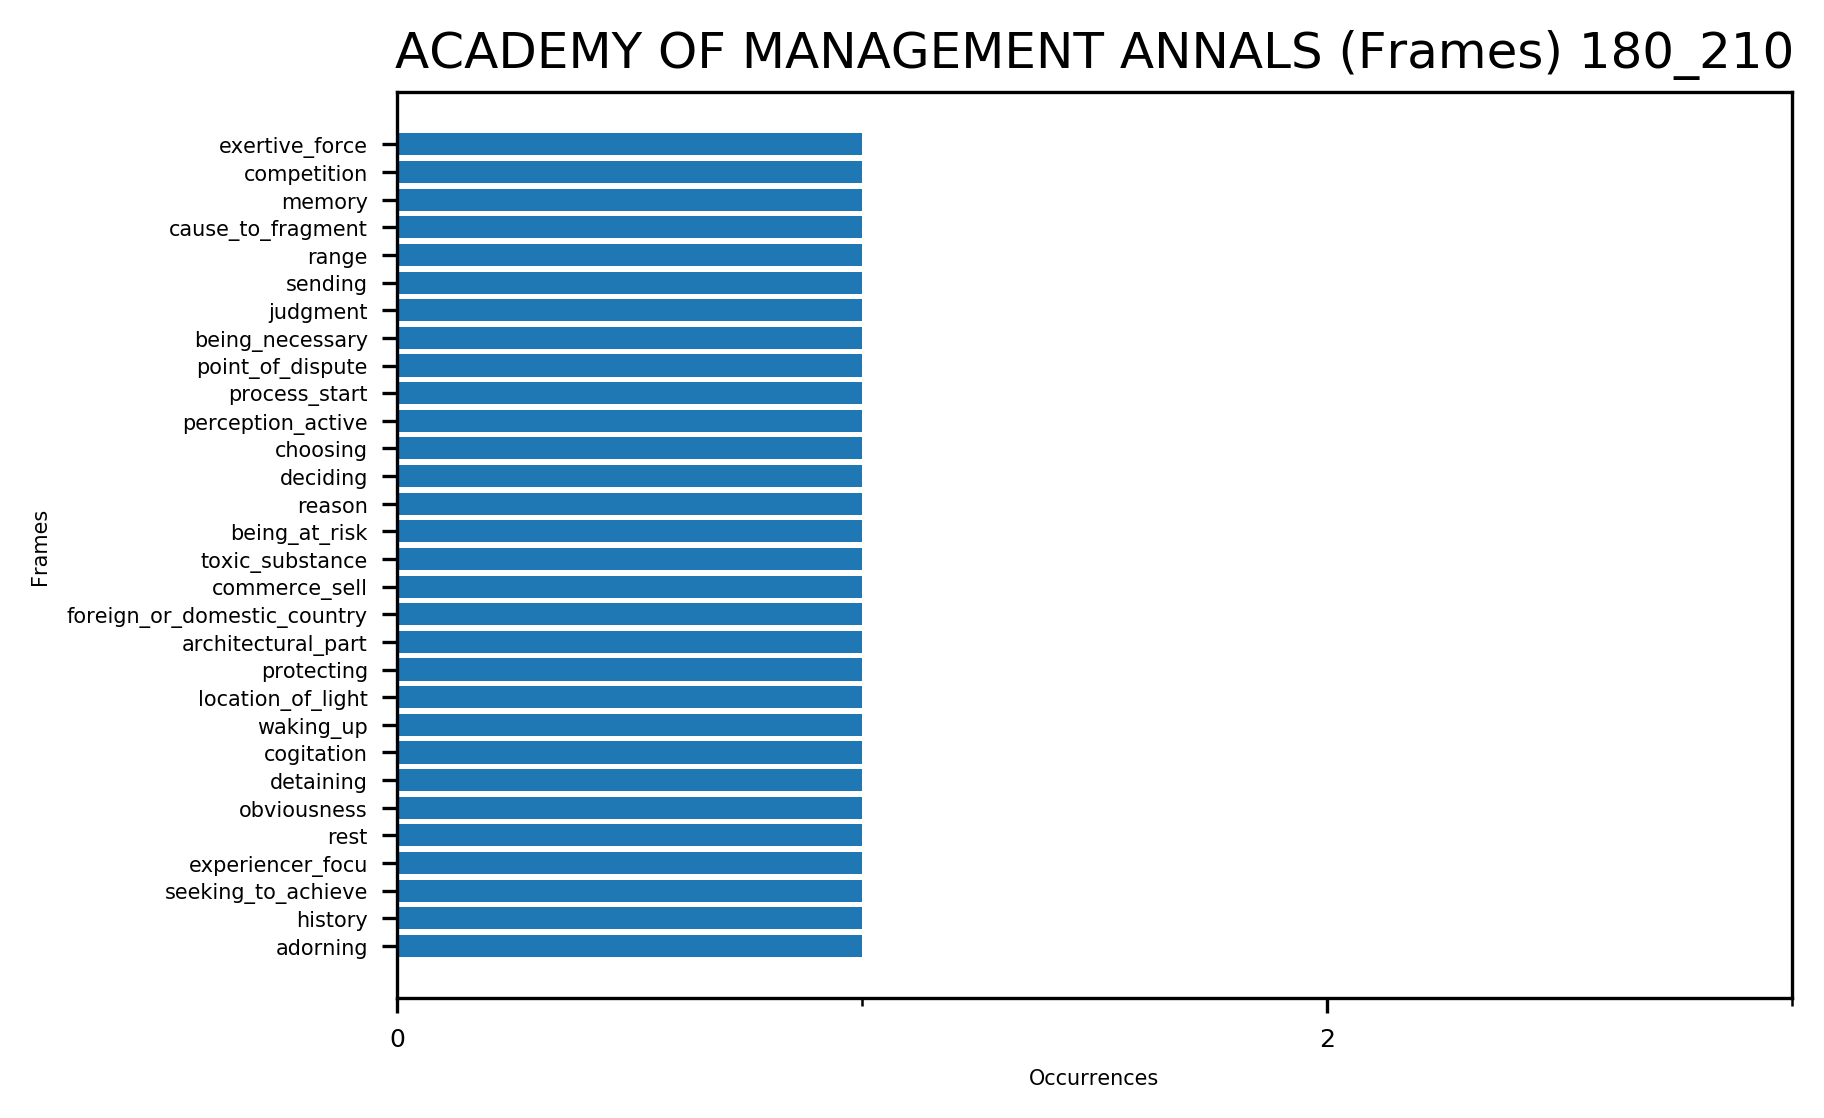 ACADEMY OF MANAGEMENT ANNALS (Frames) 180_210
exertive_force
competition
memory
cause_to_fragment
range
sending
judgment
being_necessary
point_of_dispute
process_start
perception_active
choosing
deciding
reason
being_at_risk
toxic_substance
commerce_sell
foreign_or_domestic_country
architectural_part
protecting
location_of_light
waking_up
cogitation
detaining
obviousness
rest
experiencer_focu
seeking_to_achieve
history
adorning
Frames
0
2
Occurrences